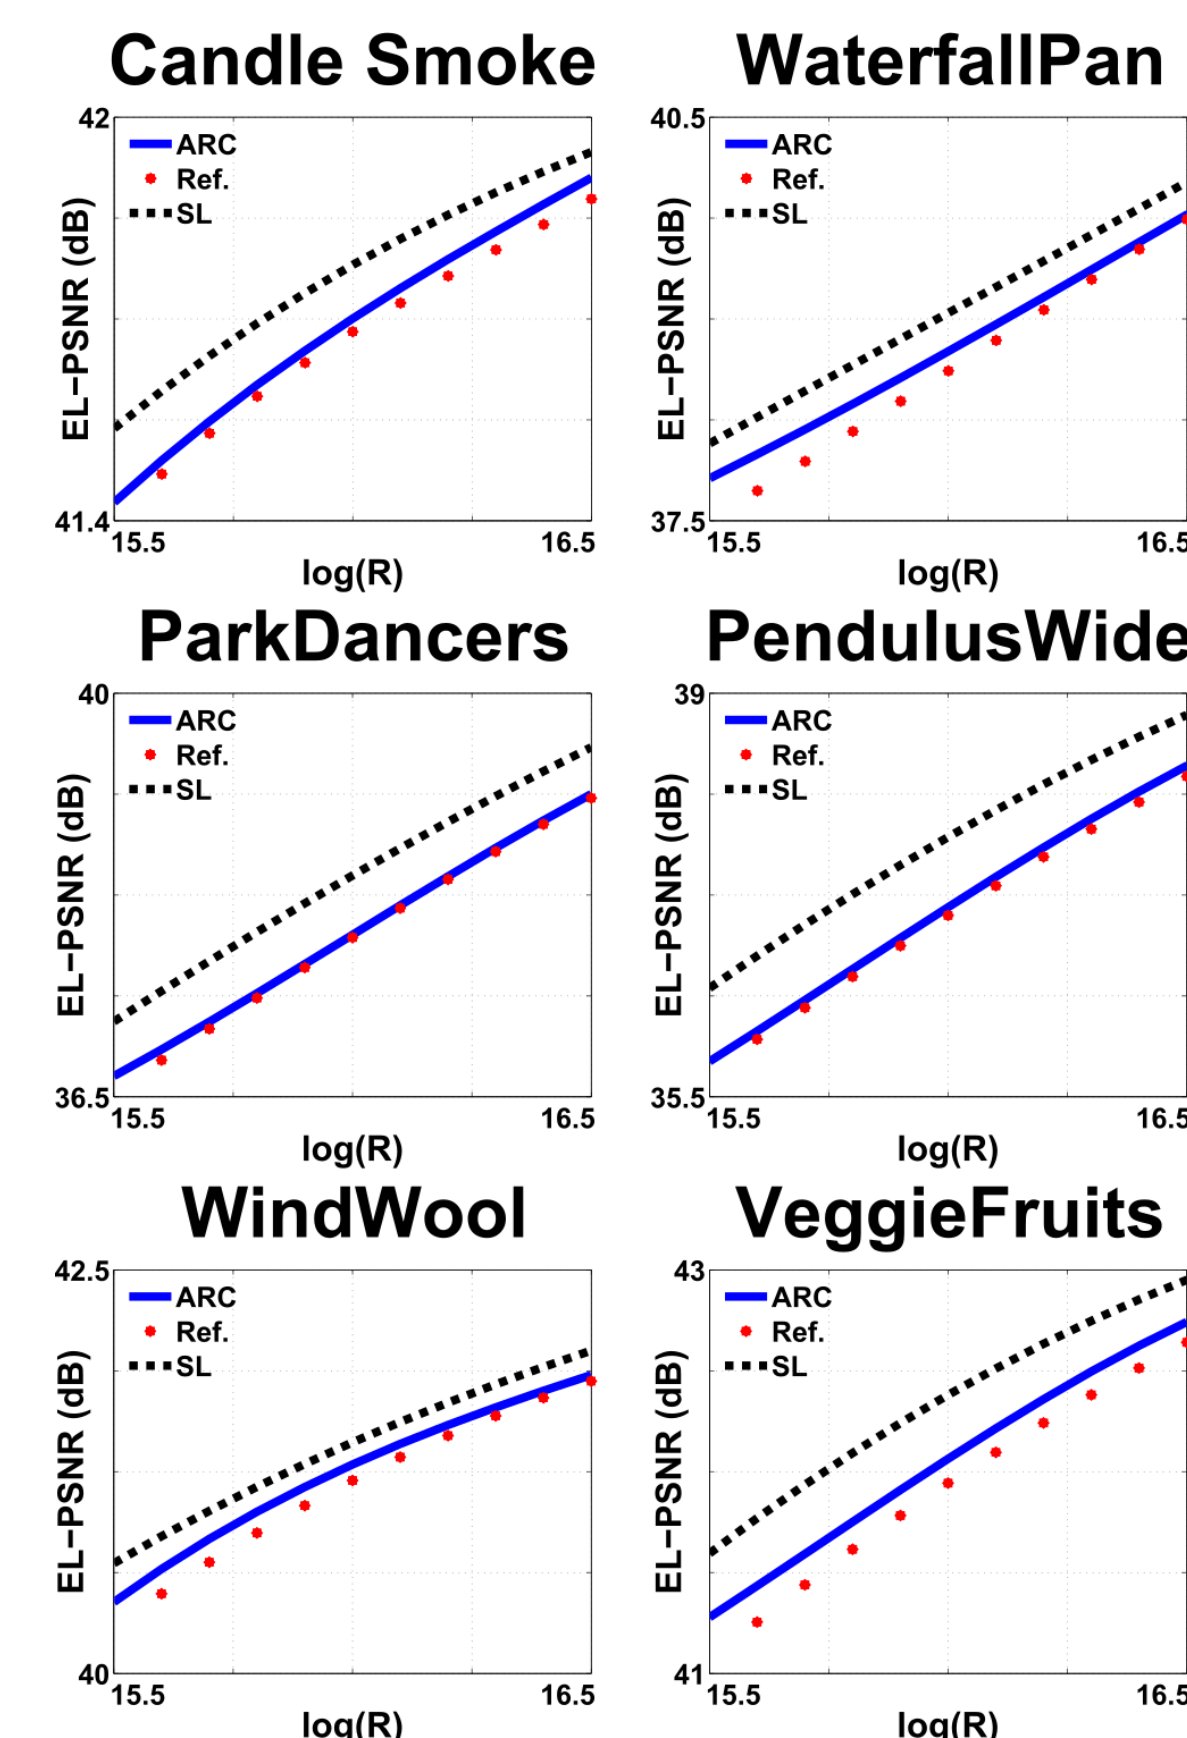 Candle Smoke
42
ARC
Ref.
SL
EL−PSNR (dB)
41.4
15.5
16.5
log(R)
WaterfallPan
40.5
ARC
Ref.
SL
EL−PSNR (dB)
37.5
15.5
16.5
log(R)
ParkDancers
40
ARC
Ref.
SL
EL−PSNR (dB)
36.5
15.5
16.5
log(R)
PendulusWide
39
ARC
Ref.
SL
EL−PSNR (dB)
35.5
15.5
16.5
log(R)
WindWool
42.5
ARC
Ref.
SL
EL−PSNR (dB)
40
15.5
16.5
log(R)
VeggieFruits
43
ARC
Ref.
SL
EL−PSNR (dB)
41
15.5
16.5
log(R)